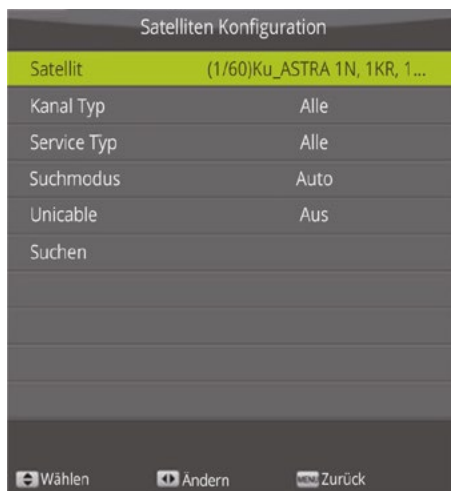 Satelliten Konfiguration
Satellit (1/60)Ku_ASTRA 1N, 1KR, 1...
Kanal Typ Alle
Service Typ Alle
Suchmodus Auto
Unicable Aus
Suchen
Wählen Ändern MENU Zurück